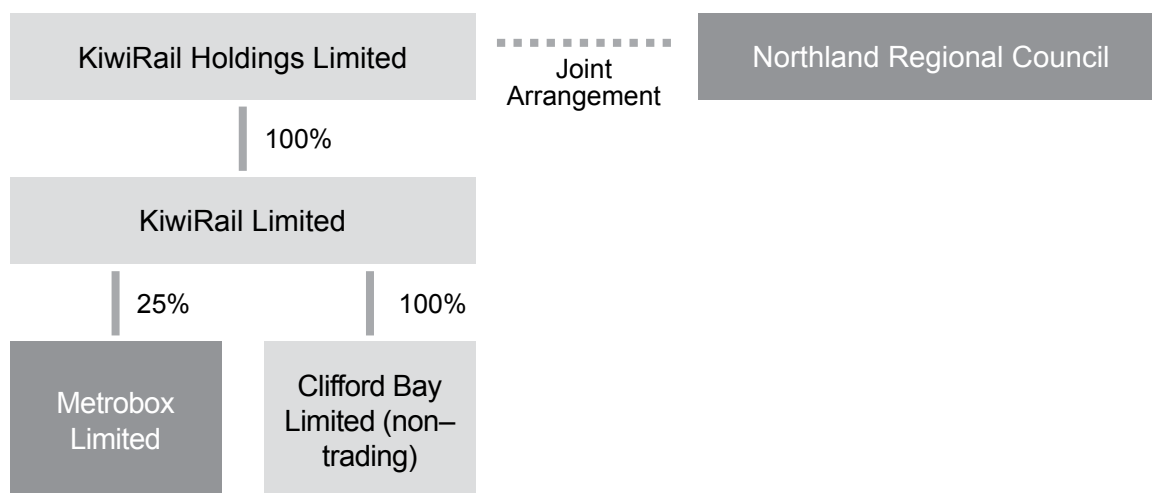 KiwiRail Holdings Limited
Joint
Arrangement
Northland Regional Council
100%
KiwiRail Limited
25%
100%
Metrobox
Limited
Clifford Bay
Limited (non–
trading)